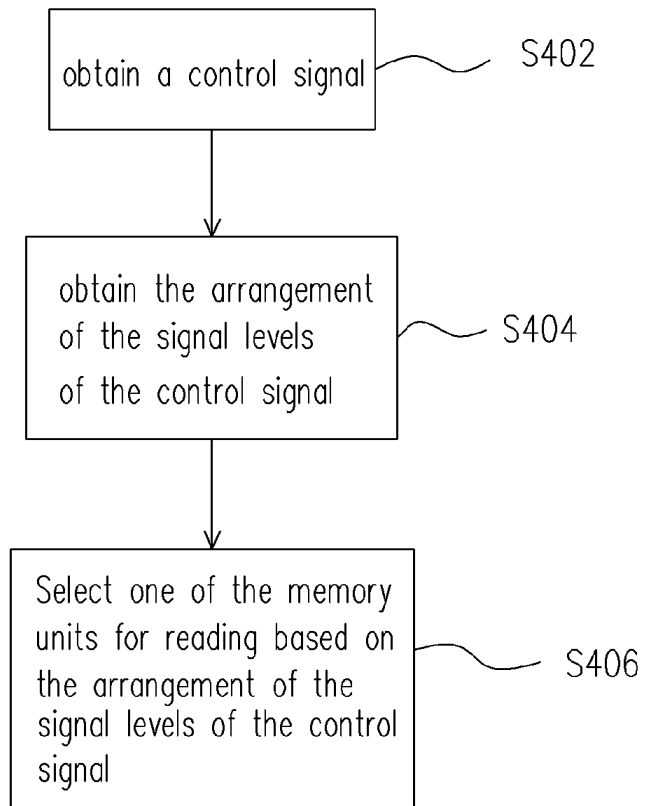 obtain a control signal
S402
obtain the arrangement
of the signal levels
of the control signal
S404
Select one of the memory
units for reading based on
the arrangement of the
signal levels of the control
signal
S406